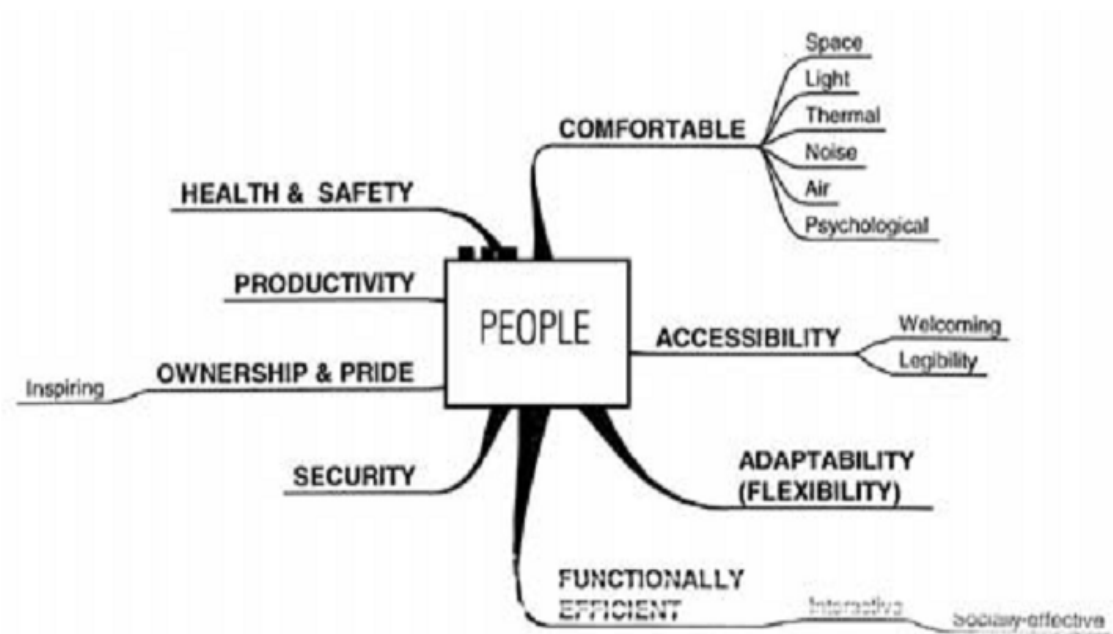 Space
Light
Thermal
Noise
Air
Psychological
COMFORTABLE
HEALTH & SAFETY
PRODUCTIVITY
OWNERSHIP & PRIDE
Inspiring
SECURITY
PEOPLE
ACCESSIBILITY
Welcoming
Legibility
ADAPTABILITY
(FLEXIBILITY)
FUNCTIONALLY
EFFICIENT
Interactive
Socially-effective